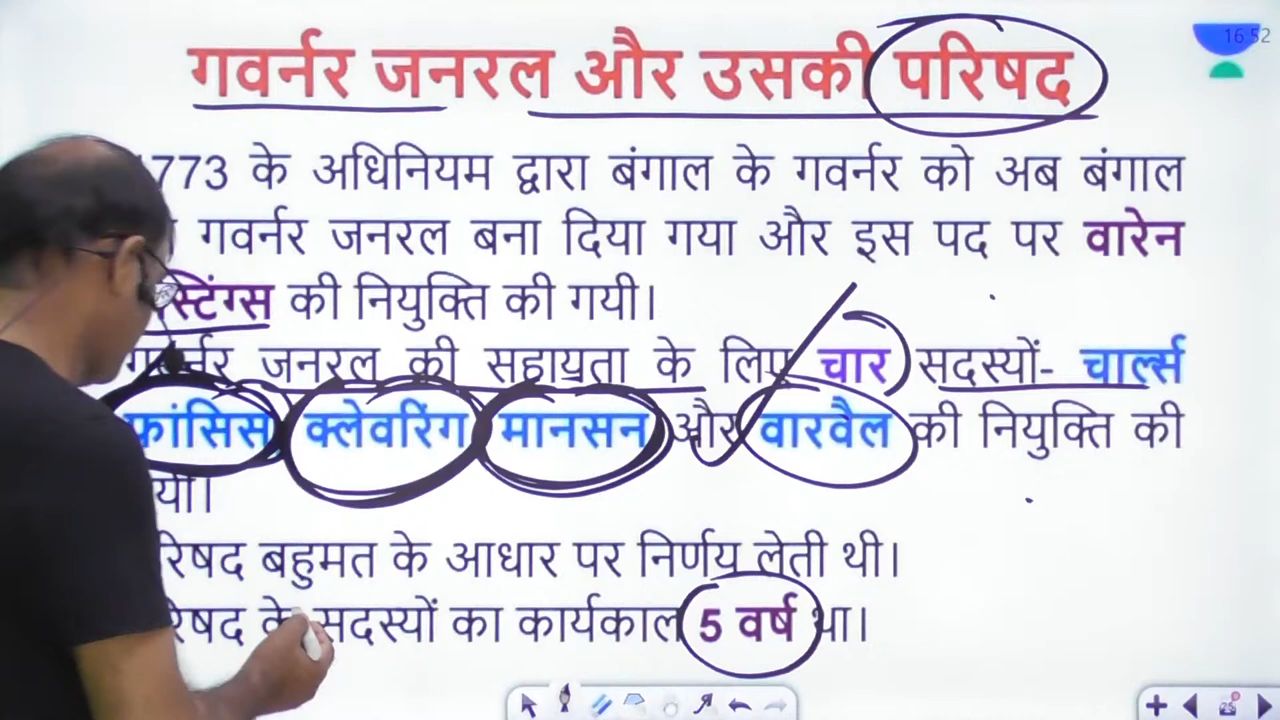 गवर्नर जनरल और उसकी परिषद
16:52
773 के अधिनियम द्वारा बंगाल के गवर्नर को अब बंगाल
गवर्नर जनरल बना दिया गया और इस पद पर वारेन
स्टिंग्स की नियुक्ति की गयी।
गवर्नर जनरल की सहायता के लिए चार सदस्यों- चार्ल्स
फ्रांसिस क्लेवरिंग मानसन और वारवैल की नियुक्ति की
यी।
रिषद बहुमत के आधार पर निर्णय लेती थी।
रिषद के सदस्यों का कार्यकाल 5 वर्ष था।